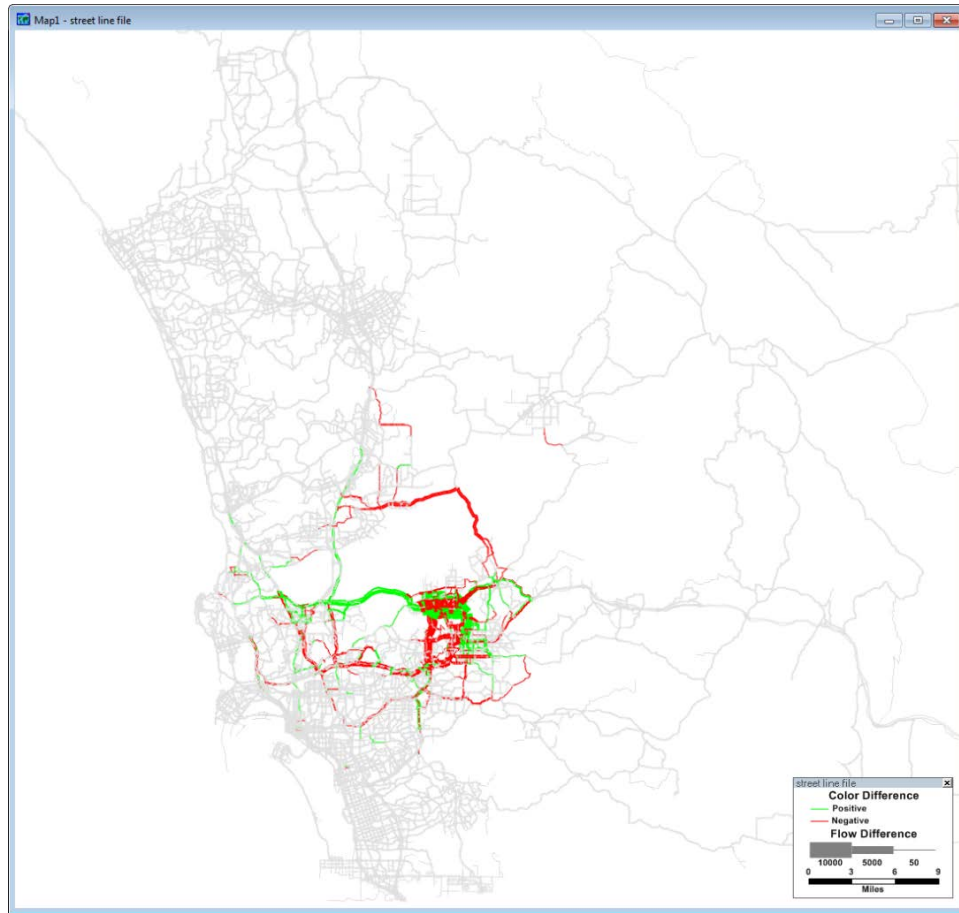 Map1 - street line file
street line file
Color Difference
Positive
Negative
Flow Difference
10000 5000 50
0 3 6 9
Miles